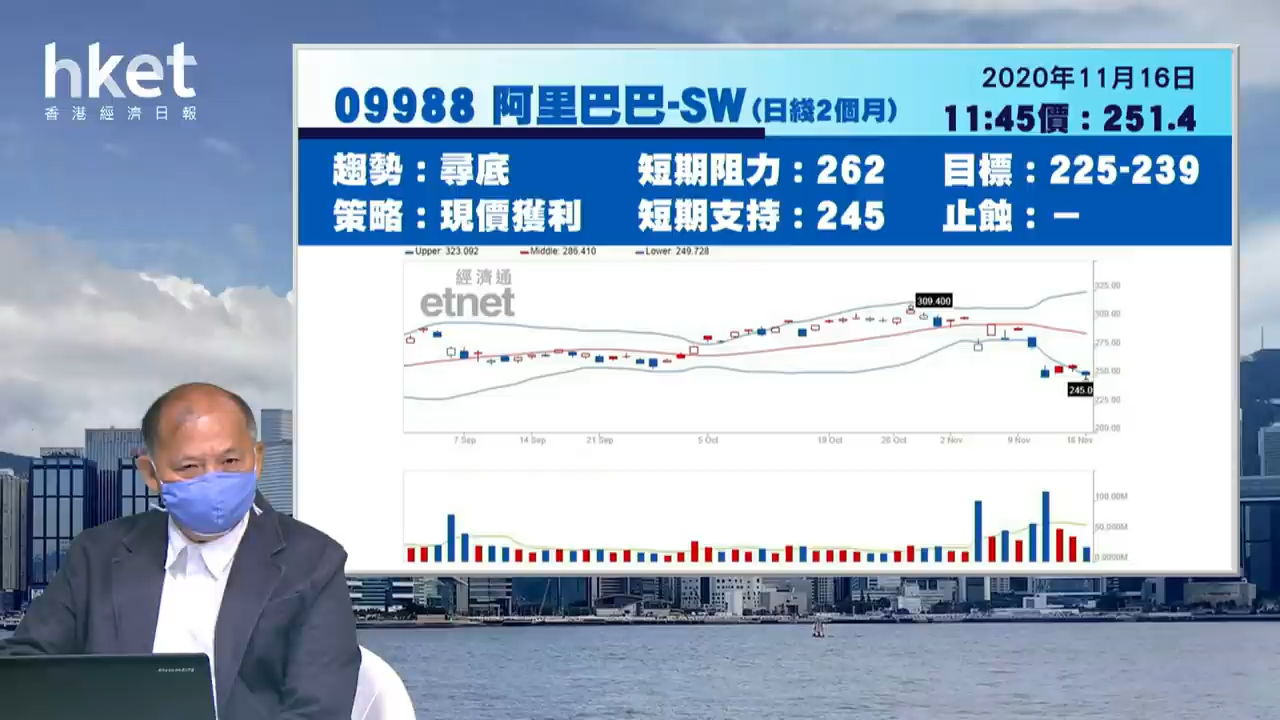 hket
香港經濟日報
09988 阿里巴巴-SW (日綫2個月)
2020年11月16日
11:45價：251.4
趨勢：尋底
短期阻力：262
目標：225-239
策略：現價獲利
短期支持：245
止蝕：－
Upper: 323.092
Middle: 286.410
Lower: 249.728
經濟通
etnet
309.400
245.0
325.00
300.00
275.00
250.00
225.00
200.00
7 Sep
14 Sep
21 Sep
5 Oct
19 Oct
26 Oct
2 Nov
9 Nov
16 Nov
100.00M
50.000M
0.0000M